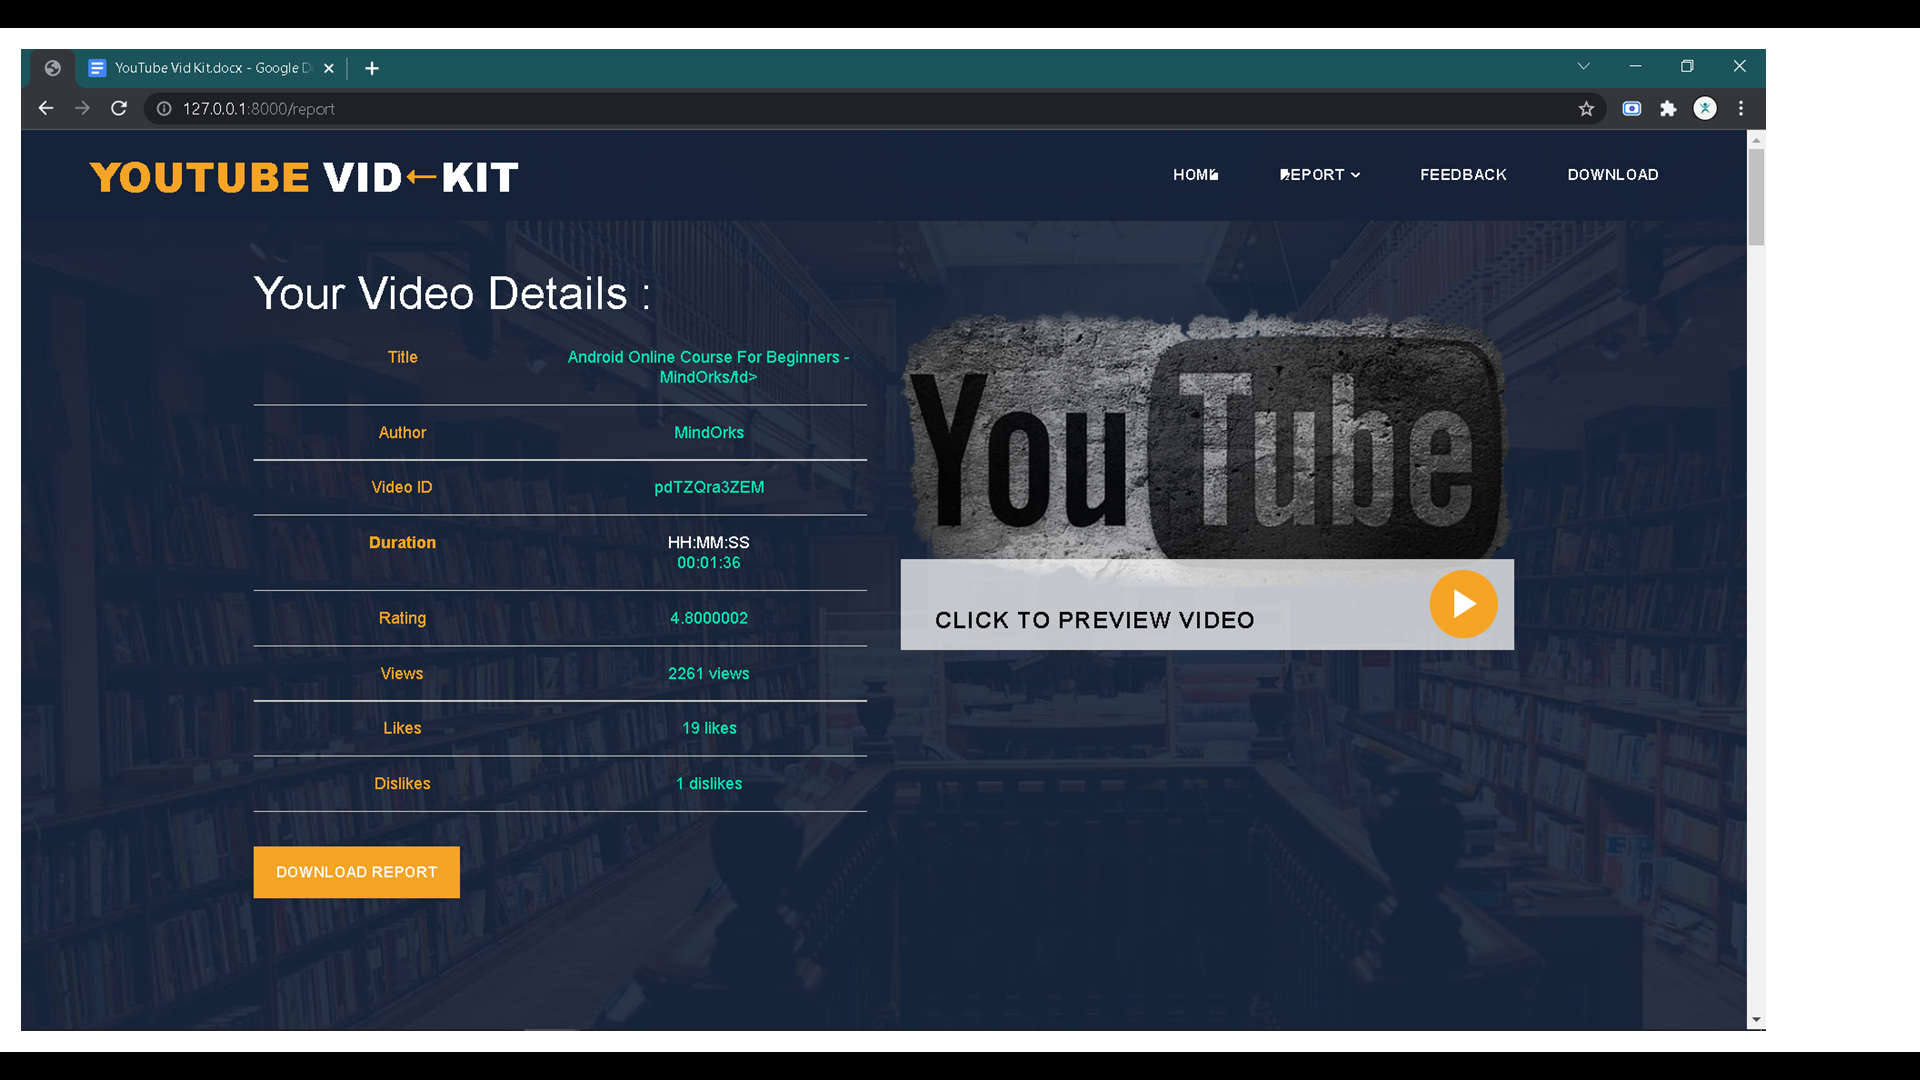 YouTube Vid Kit.docx - Google D
127.0.0.1:8000/report
YOUTUBE VID←KIT
HOME REPORT FEEDBACK DOWNLOAD
Your Video Details :
Title Android Online Course For Beginners -
MindOrks/td>
Author MindOrks
Video ID pdTZQra3ZEM
Duration HH:MM:SS
00:01:36
Rating 4.8000002
Views 2261 views
Likes 19 likes
Dislikes 1 dislikes
DOWNLOAD REPORT
You Tube
CLICK TO PREVIEW VIDEO